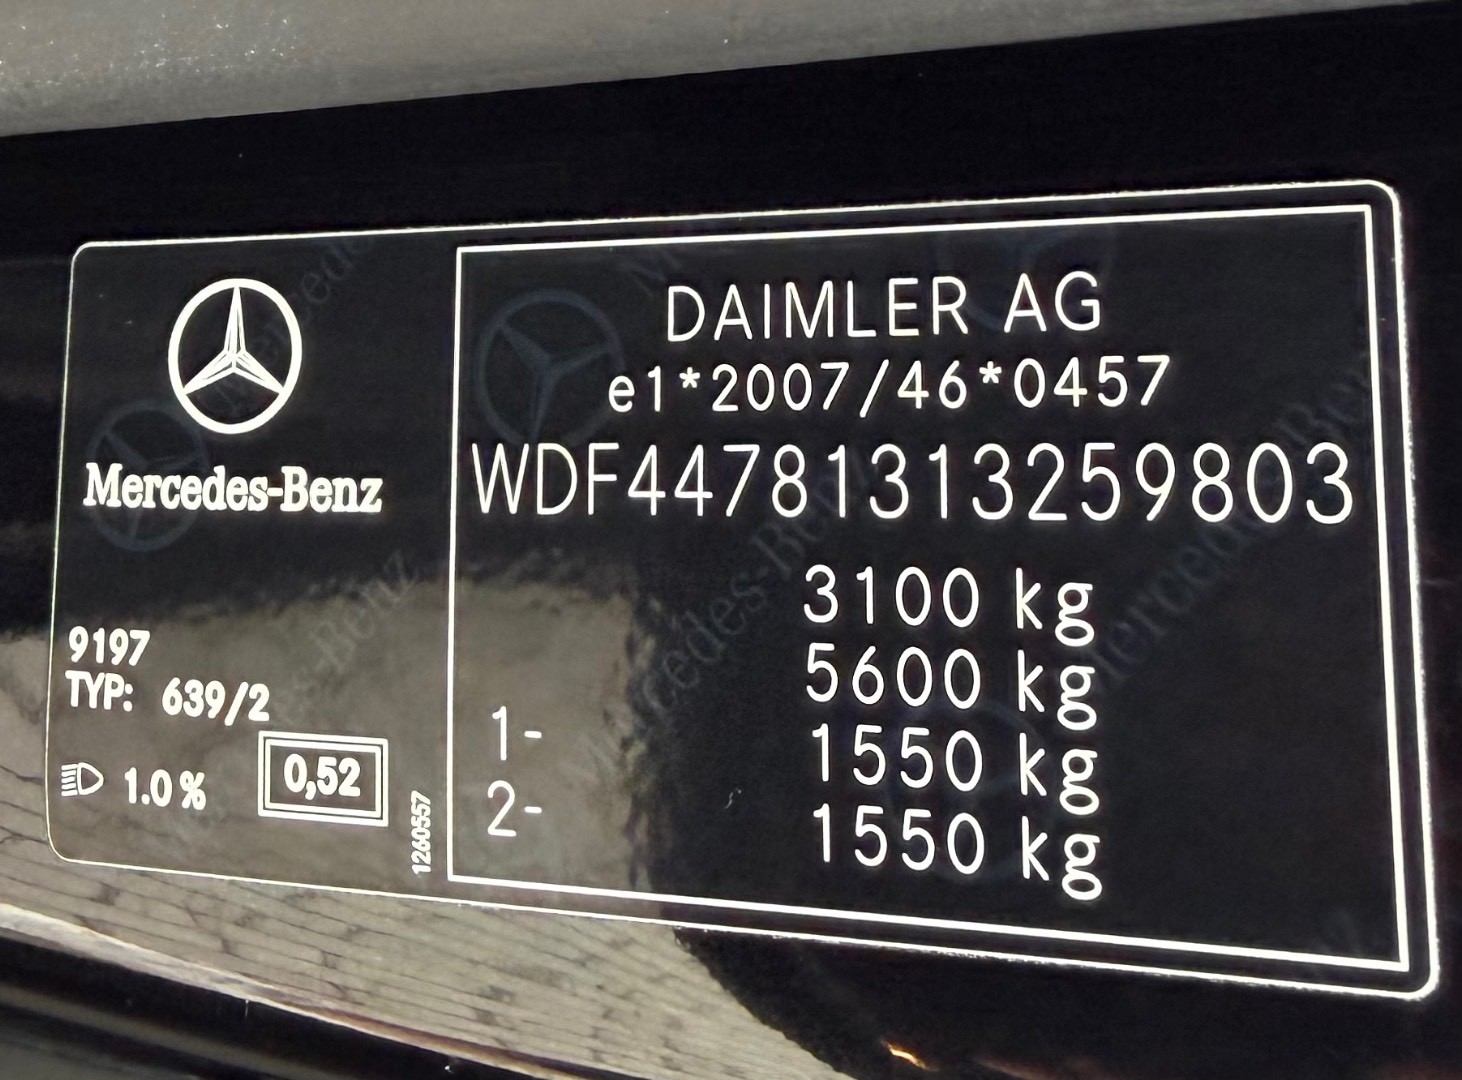 Mercedes-Benz
9197
TYP: 639/2
1.0%
0,52
1260557
DAIMLER AG
e1*2007/46*0457
WDF44781313259803
3100 kg
5600 kg
1- 1550 kg
2- 1550 kg